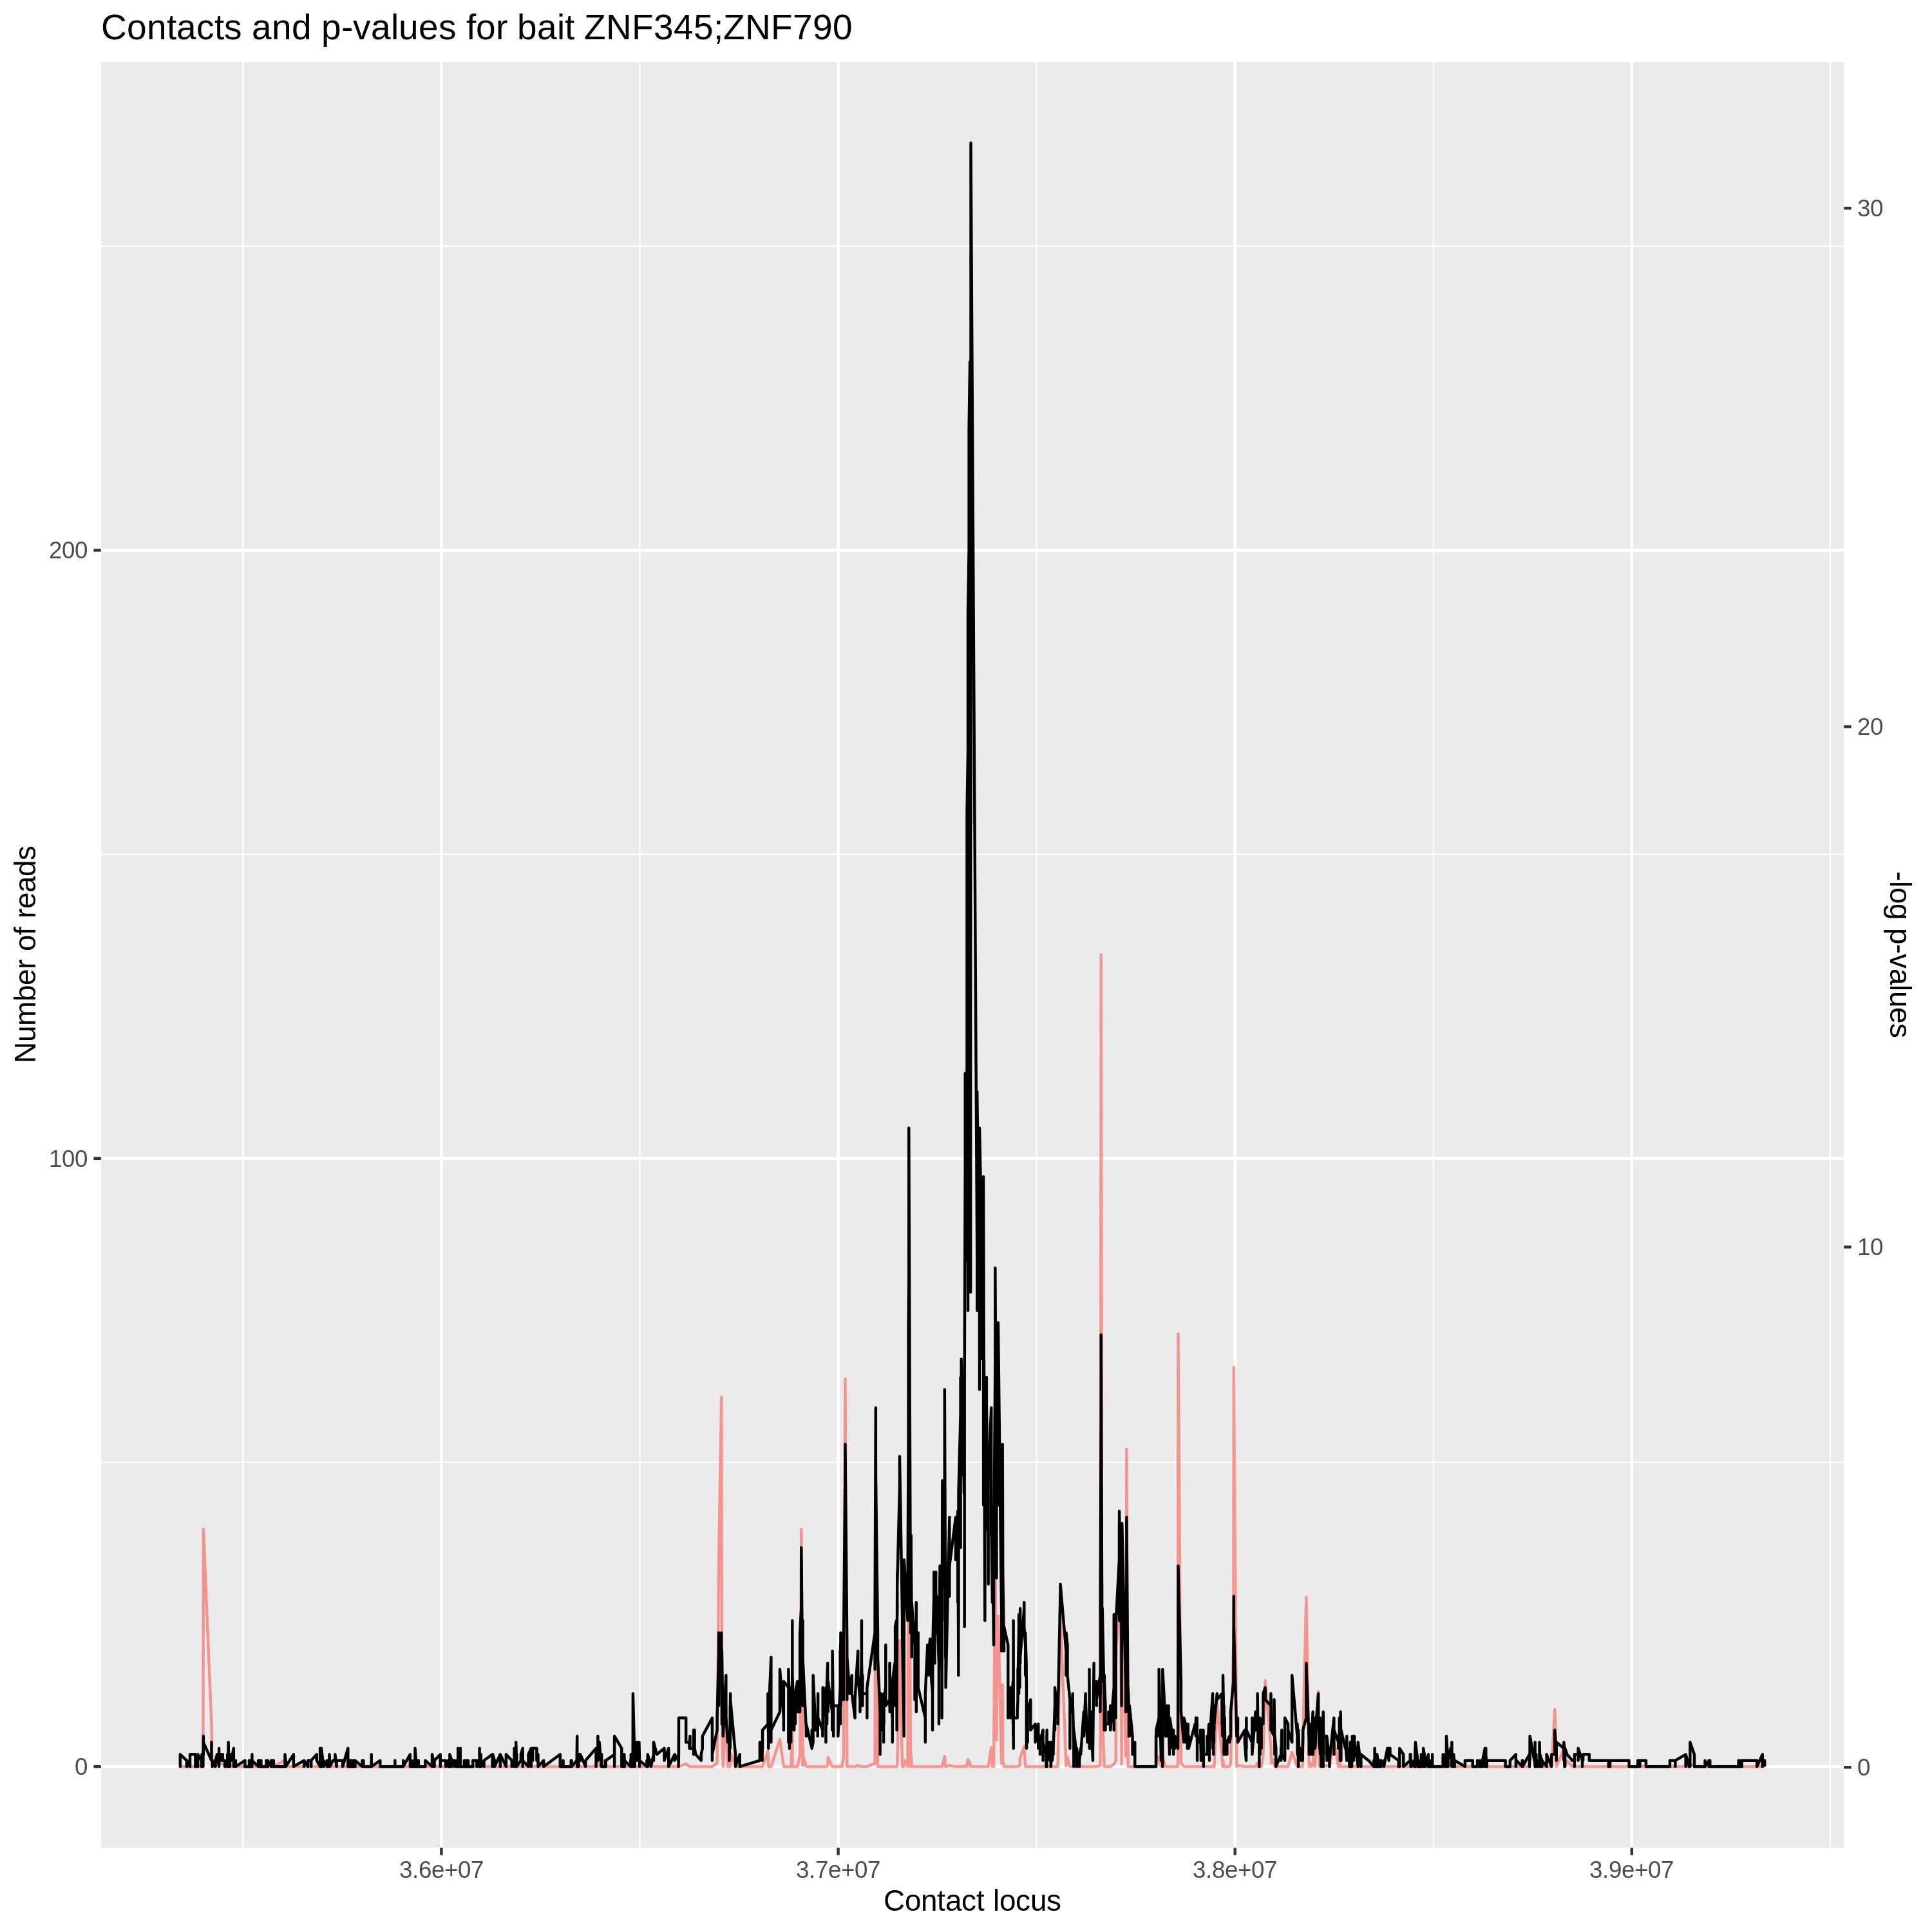 Contacts and p-values for bait ZNF345;ZNF790
Number of reads
200
100
0
30
20
10
0
-log p-values
3.6e+07
3.7e+07
3.8e+07
3.9e+07
Contact locus